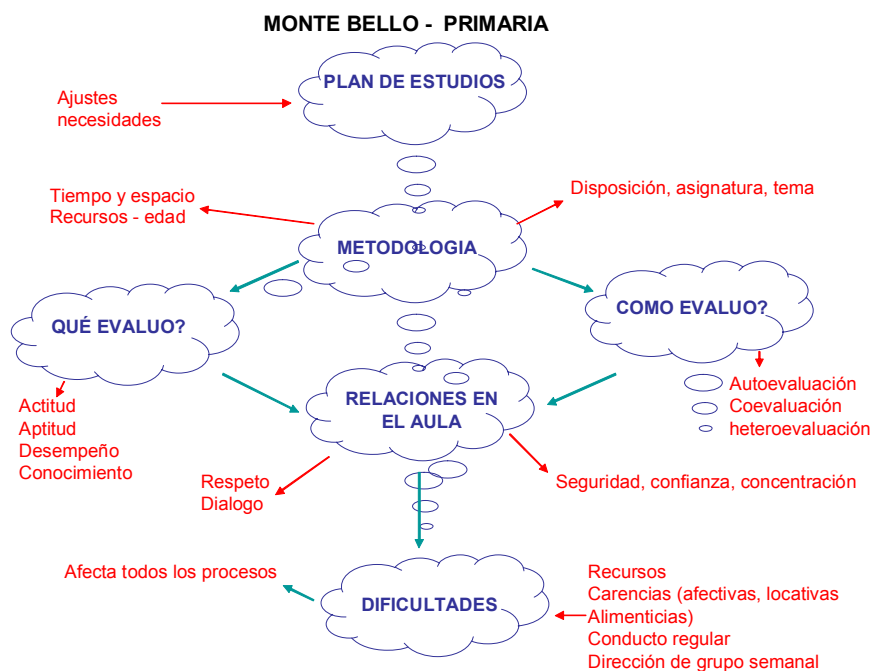 MONTE BELLO - PRIMARIA
PLAN DE ESTUDIOS
Ajustes
necesidades
Tiempo y espacio
Recursos - edad
Disposición, asignatura, tema
METODOLOGIA
QUÉ EVALUO?
COMO EVALUO?
Actitud
Aptitud
Desempeño
Conocimiento
RELACIONES EN
EL AULA
Autoevaluación
Coevaluación
heteroevaluación
Respeto
Dialogo
Seguridad, confianza, concentración
Afecta todos los procesos
DIFICULTADES
Recursos
Carencias (afectivas, locativas
Alimenticias)
Conducto regular
Dirección de grupo semanal